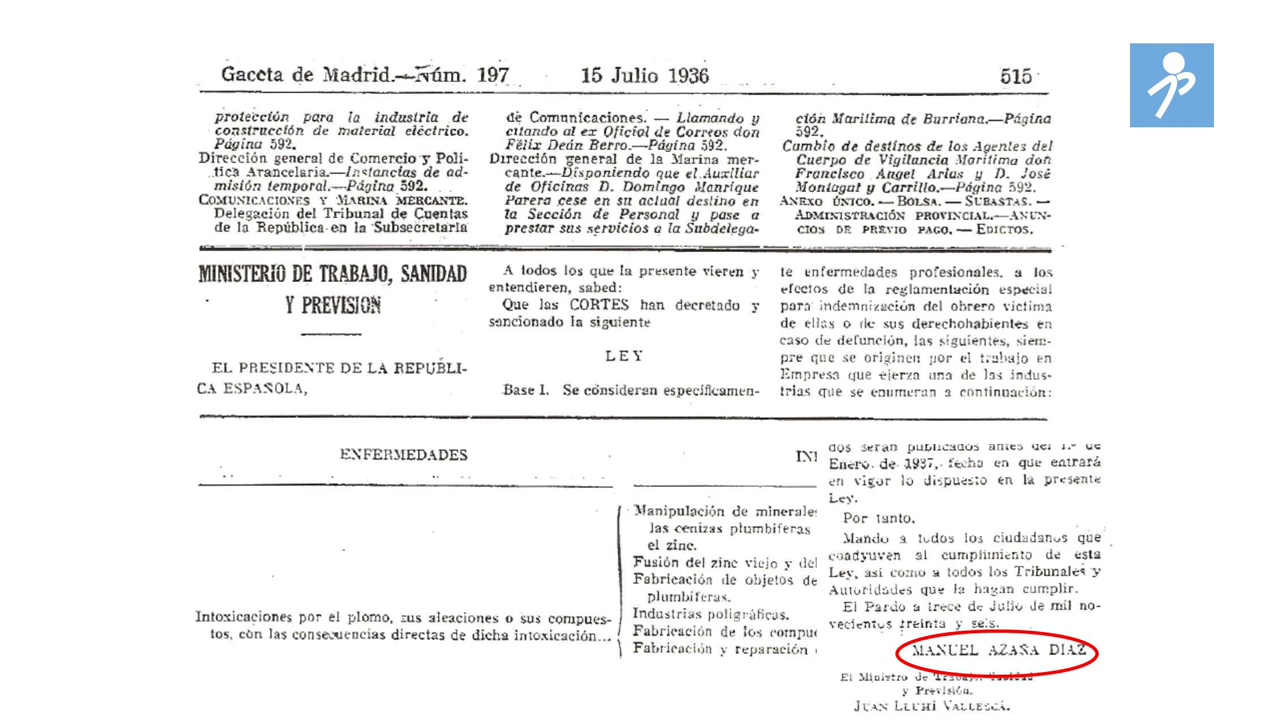 Gaceta de Madrid.—Núm. 197 15 Julio 1936 515
protección para la industria de
construcción de material eléctrico.
Página 592.
Dirección general de Comercio y Polí-
tica Arancelaria.—Instancias de ad-
misión temporal.—Página 592.
COMUNICACIONES Y MARINA MERCANTE.
Delegación del Tribunal de Cuentas
de la República en la Subsecretaría
de Comunicaciones. — Llamando y
citando al ex Oficial de Correos don
Félix Deán Berro.—Página 592.
Dirección general de la Marina mer-
cante.—Disponiendo que el Auxiliar
de Oficinas D. Domingo Manrique
Parera cese en su actual destino en
la Sección de Personal y pase a
prestar sus servicios a la Subdelega-
ción Marítima de Burriana.—Página
592.
Cambio de destinos de los Agentes del
Cuerpo de Vigilancia Marítima don
Francisco Angel Arias y D. José
Montagut y Carrillo.—Página 592.
ANEXO ÚNICO. — BOLSA. — SUBASTAS. —
ADMINISTRACIÓN PROVINCIAL.—ANUN-
CIOS DE PREVIO PAGO. — EDICTOS.
MINISTERIO DE TRABAJO, SANIDAD
Y PREVISION
EL PRESIDENTE DE LA REPÚBLI-
CA ESPAÑOLA,
A todos los que la presente vieren y
entendieren, sabed:
Que las CORTES han decretado y
sancionado la siguiente
LEY
Base I. Se consideran específicamen-
te enfermedades profesionales, a los
efectos de la reglamentación especial
para indemnización del obrero víctima
de ellas o de sus derechohabientes en
caso de defunción, las siguientes, siem-
pre que se originen por el trabajo en
Empresa que ejerza una de las indus-
trias que se enumeran a continuación:
ENFERMEDADES
Intoxicaciones por el plomo, sus aleaciones o sus compues-
tos, con las consecuencias directas de dicha intoxicación...
Manipulación de minerale
las cenizas plumbíferas
el zinc.
Fusión del zinc viejo y del
Fabricación de objetos de
plumbíferas.
Industrias poligráficas.
Fabricación de los compue
Fabricación y reparación
dos serán publicados antes del 1.º de
Enero de 1937, fecha en que entrará
en vigor lo dispuesto en la presente
Ley.
Por tanto,
Mando a todos los ciudadanos que
coadyuven al cumplimiento de esta
Ley, así como a todos los Tribunales y
Autoridades que la hagan cumplir.
El Pardo a trece de Julio de mil no-
vecientos treinta y seis.
MANUEL AZAÑA DIAZ
El Ministro de Trabajo, Sanidad
y Previsión.
JUAN LLUHÍ VALLESCÁ.